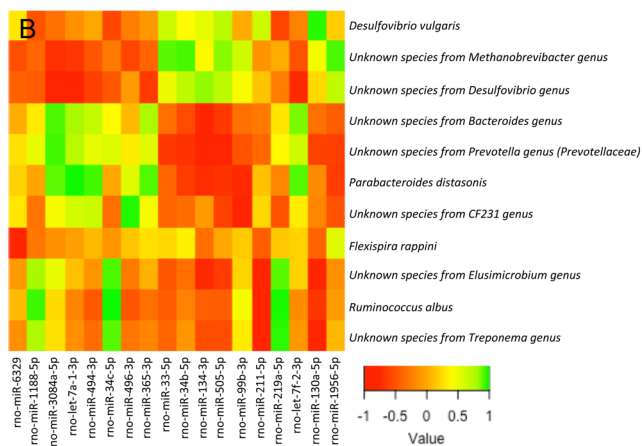 B
Desulfovibrio vulgaris
Unknown species from Methanobrevibacter genus
Unknown species from Desulfovibrio genus
Unknown species from Bacteroides genus
Unknown species from Prevotella genus (Prevotellaceae)
Parabacteroides distasonis
Unknown species from CF231 genus
Flexispira rappini
Unknown species from Elusimicrobium genus
Ruminococcus albus
Unknown species from Treponema genus
rno-miR-6329
rno-miR-1188-5p
rno-miR-3084a-5p
rno-let-7a-1-3p
rno-miR-494-3p
rno-miR-34c-5p
rno-miR-496-3p
rno-miR-365-3p
rno-miR-33-5p
rno-miR-34b-5p
rno-miR-134-3p
rno-miR-505-5p
rno-miR-99b-3p
rno-miR-211-5p
rno-miR-219a-5p
rno-let-7f-2-3p
rno-miR-130a-5p
rno-miR-1956-5p
-1 -0.5 0 0.5 1
Value